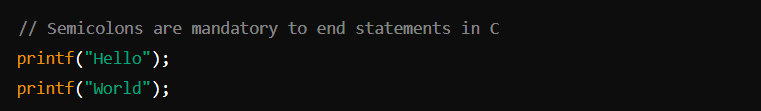 // Semicolons are mandatory to end statements in C
printf("Hello");
printf("World");